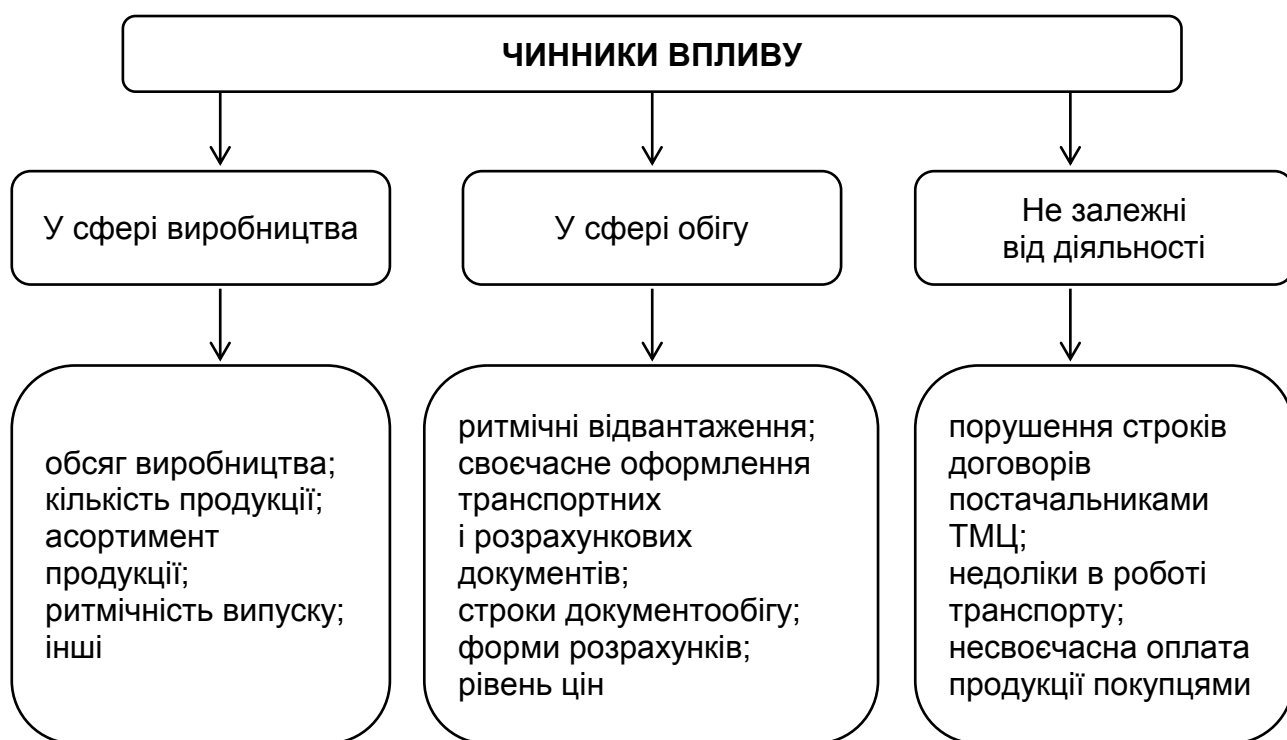 ЧИННИКИ ВПЛИВУ
У сфері виробництва
У сфері обігу
Не залежні
від діяльності
обсяг виробництва;
кількість продукції;
асортимент
продукції;
ритмічність випуску;
інші
ритмічні відвантаження;
своєчасне оформлення
транспортних
і розрахункових
документів;
строки документообігу;
форми розрахунків;
рівень цін
порушення строків
договорів
постачальниками
ТМЦ;
недоліки в роботі
транспорту;
несвоєчасна оплата
продукції покупцями